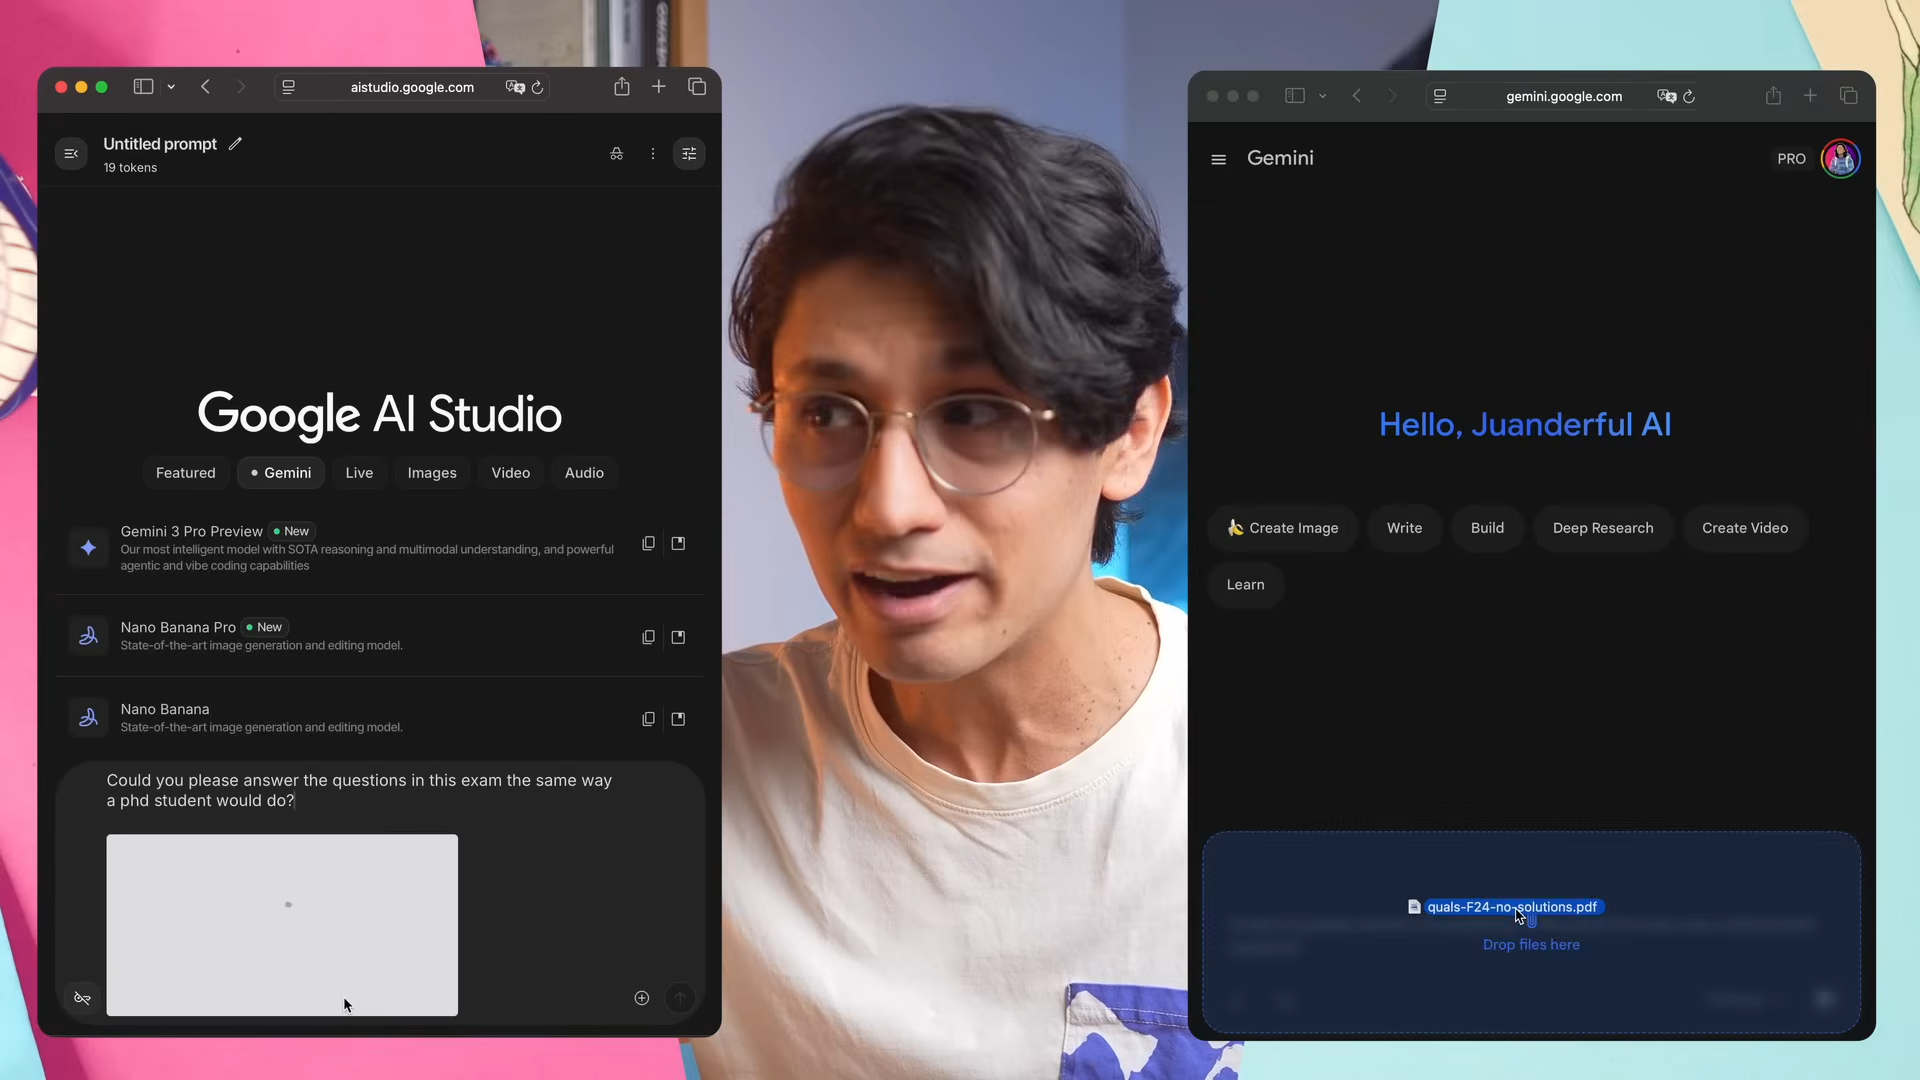 aistudio.google.com
Untitled prompt
19 tokens
Google AI Studio
Featured
Gemini
Live
Images
Video
Audio
Gemini 3 Pro Preview
New
Our most intelligent model with SOTA reasoning and multimodal understanding, and powerful
agentic and vibe coding capabilities
Nano Banana Pro
New
State-of-the-art image generation and editing model.
Nano Banana
State-of-the-art image generation and editing model.
Could you please answer the questions in this exam the same way
a phd student would do?
gemini.google.com
Gemini
PRO
Hello, Juanderful AI
Create Image
Write
Build
Deep Research
Create Video
Learn
quals-F24-no-solutions.pdf
Drop files here